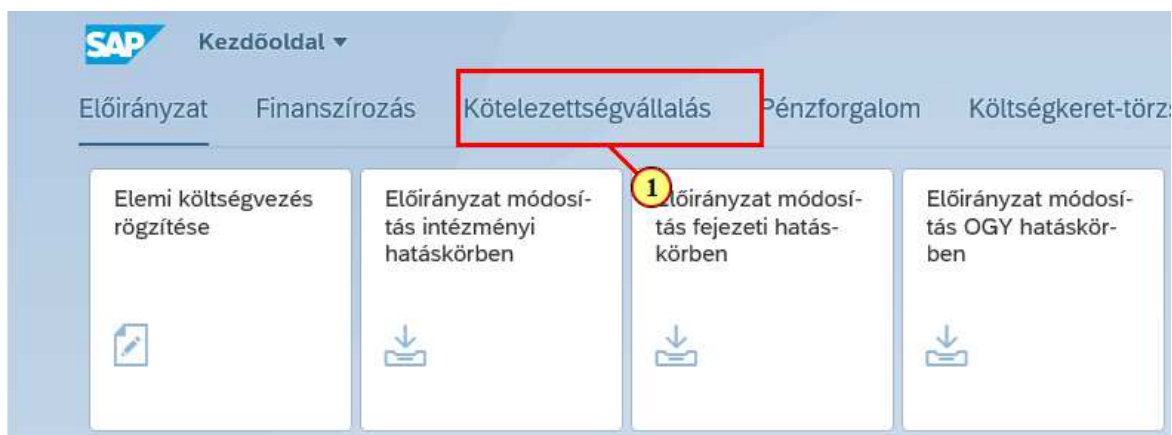 SAP Kezdőoldal
Előirányzat Finanszírozás Kötelezettségvállalás Pénzforgalom Költségkeret-törzs
Elemi költségvezés
rögzítése
Előirányzat módosí-
tás intézményi
hatáskörben
1
Előirányzat módosí-
tás fejezeti hatás-
körben
Előirányzat módosí-
tás OGY hatáskör-
ben